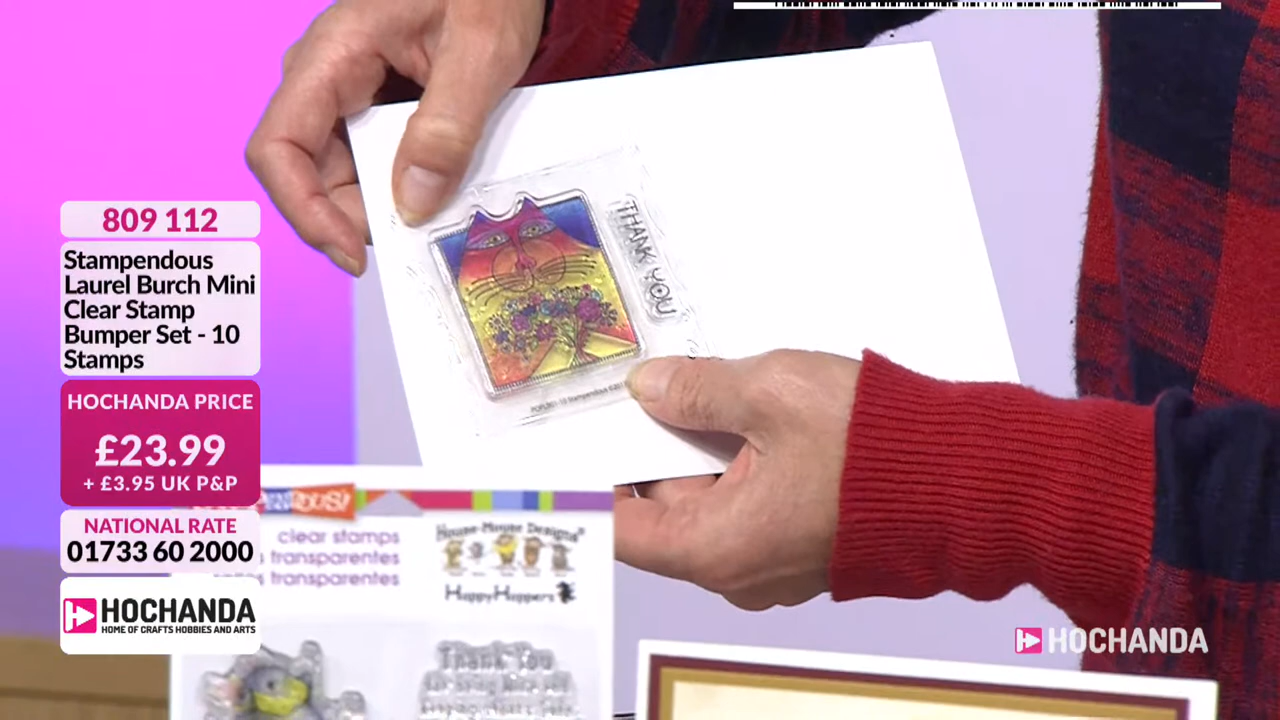 809 112
Stampendous
Laurel Burch Mini
Clear Stamp
Bumper Set - 10
Stamps
HOCHANDA PRICE
£23.99
+ £3.95 UK P&P
NATIONAL RATE
01733 60 2000
HOCHANDA
HOME OF CRAFTS HOBBIES AND ARTS
THANK YOU
clear stamps
transparentes
transparentes
House-Mouse Designs®
HappyHoppers
Thank You
HOCHANDA